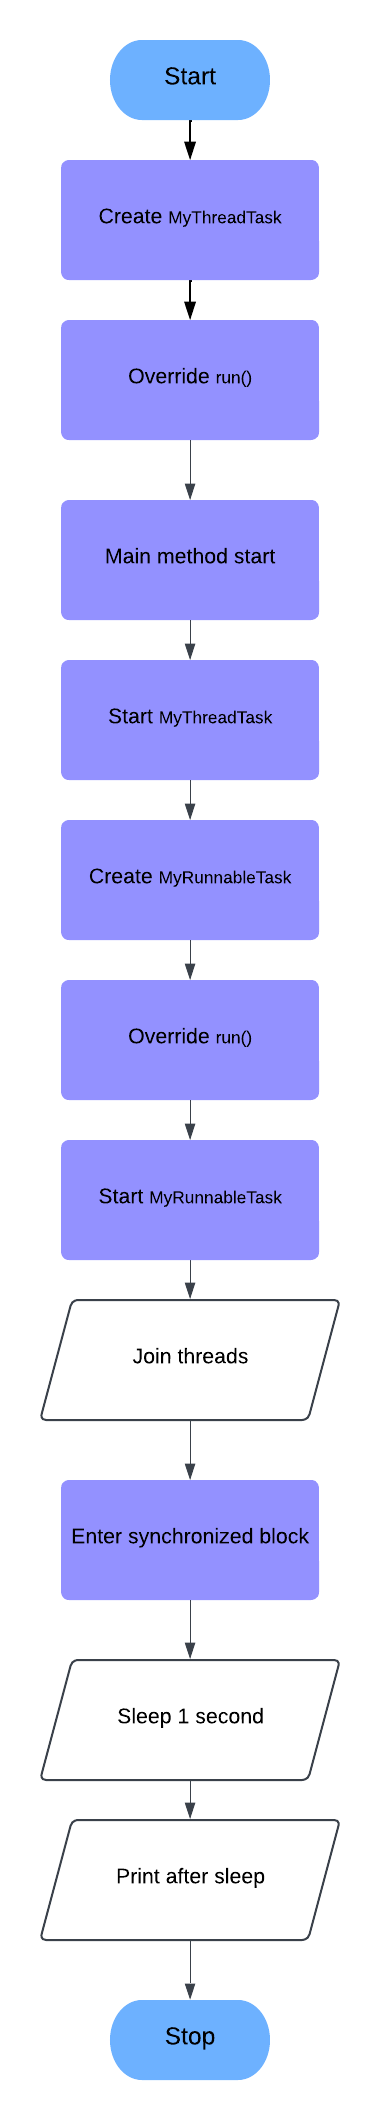 Start
Create MyThreadTask
Override run()
Main method start
Start MyThreadTask
Create MyRunnableTask
Override run()
Start MyRunnableTask
Join threads
Enter synchronized block
Sleep 1 second
Print after sleep
Stop